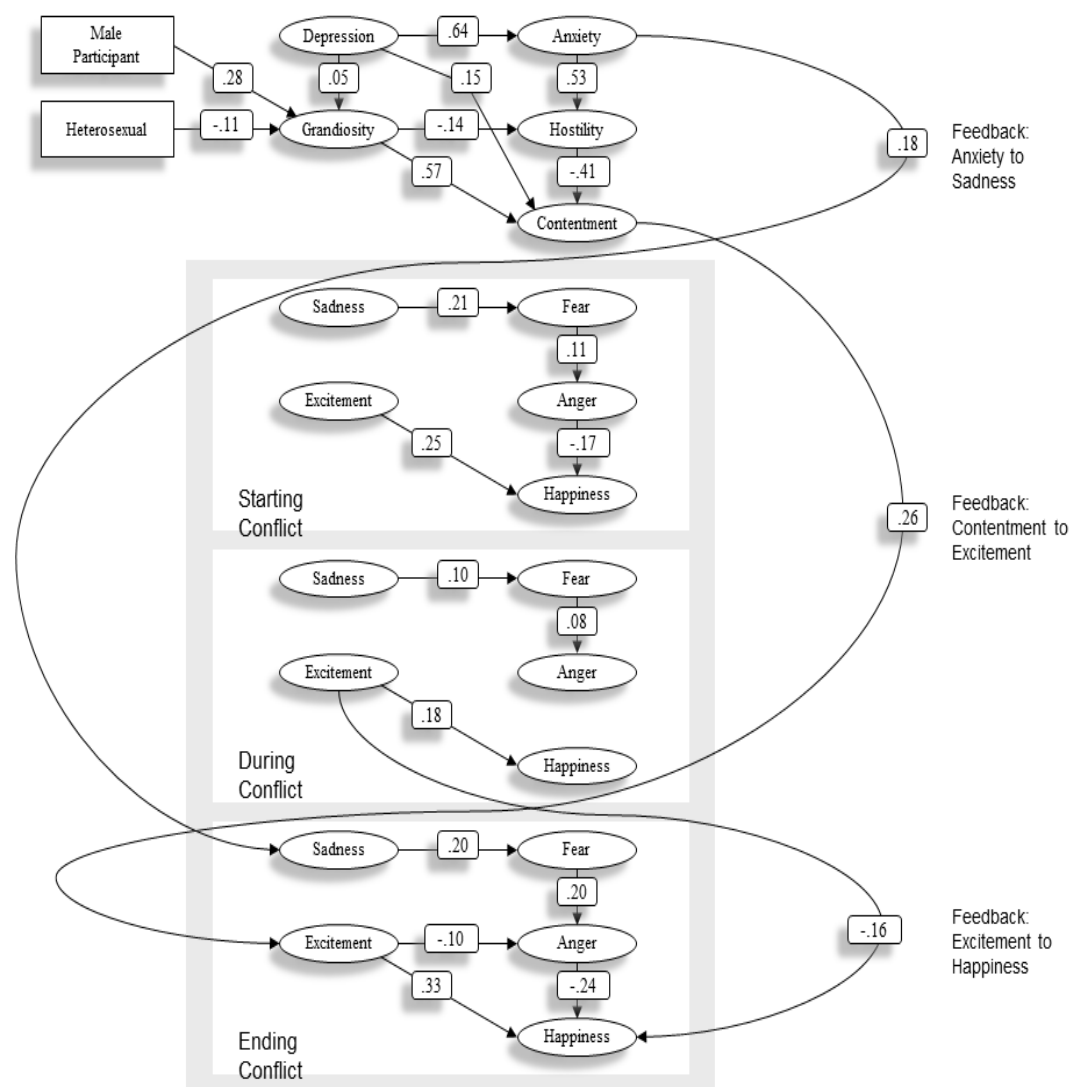 Male
Participant
Depression
.64
Anxiety
.28
.05
.15
.53
Heterosexual
-.11
Grandiosity
-.14
Hostility
.18
Feedback:
Anxiety to
Sadness
.57
-.41
Contentment
Sadness
.21
Fear
.11
Excitement
Anger
.25
-.17
Happiness
Starting
Conflict
.26
Feedback:
Contentment to
Excitement
Sadness
.10
Fear
.08
Excitement
Anger
.18
Happiness
During
Conflict
Sadness
.20
Fear
.20
Excitement
-.10
Anger
-.16
Feedback:
Excitement to
Happiness
.33
-.24
Happiness
Ending
Conflict